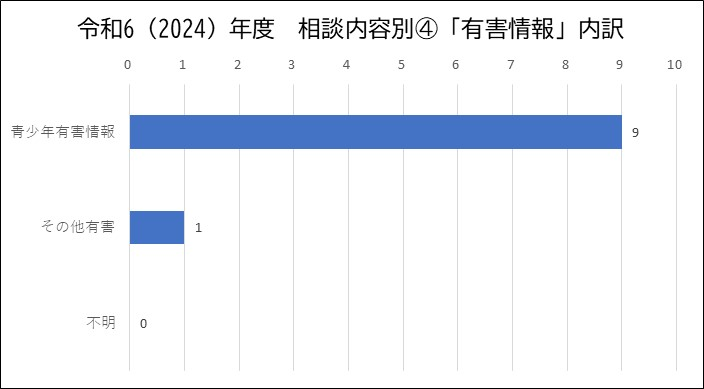 令和6（2024）年度　相談内容別④「有害情報」内訳
0 1 2 3 4 5 6 7 8 9 10
青少年有害情報 9
その他有害 1
不明 0